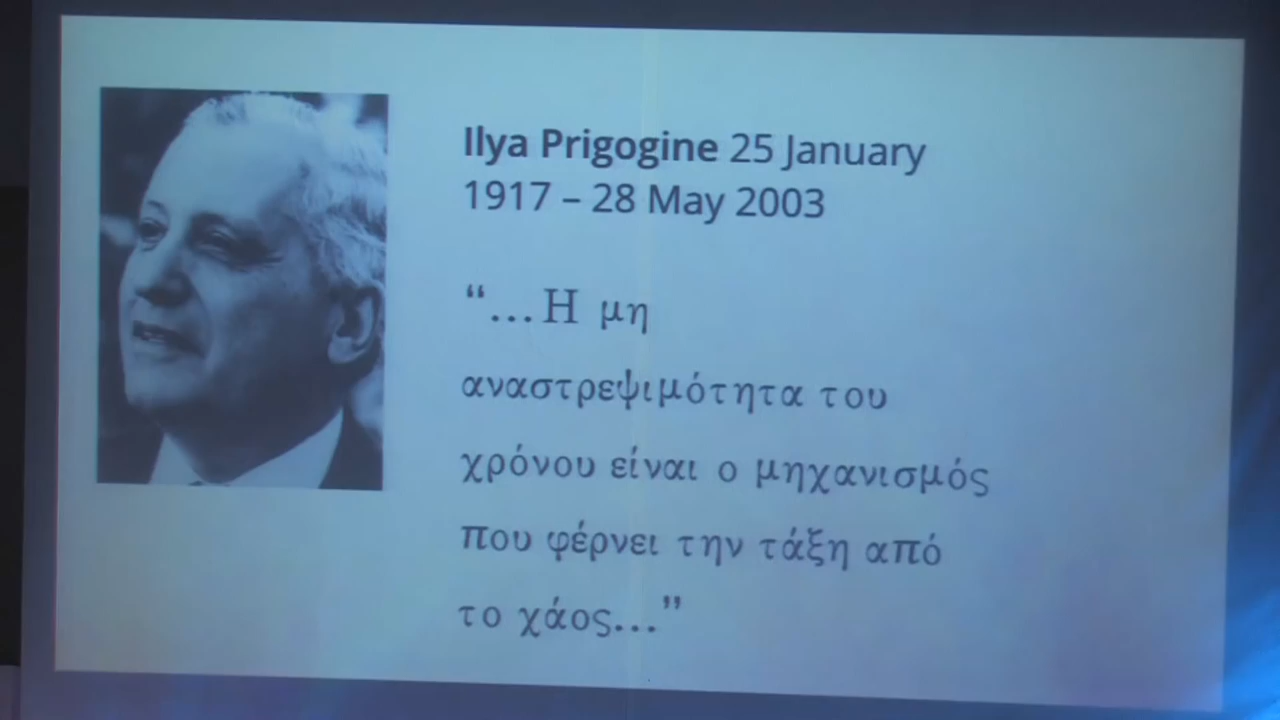 Ilya Prigogine 25 January
1917 – 28 May 2003
“…Η μη
αναστρεψιμότητα του
χρόνου είναι ο μηχανισμός
που φέρνει την τάξη από
το χάος…”